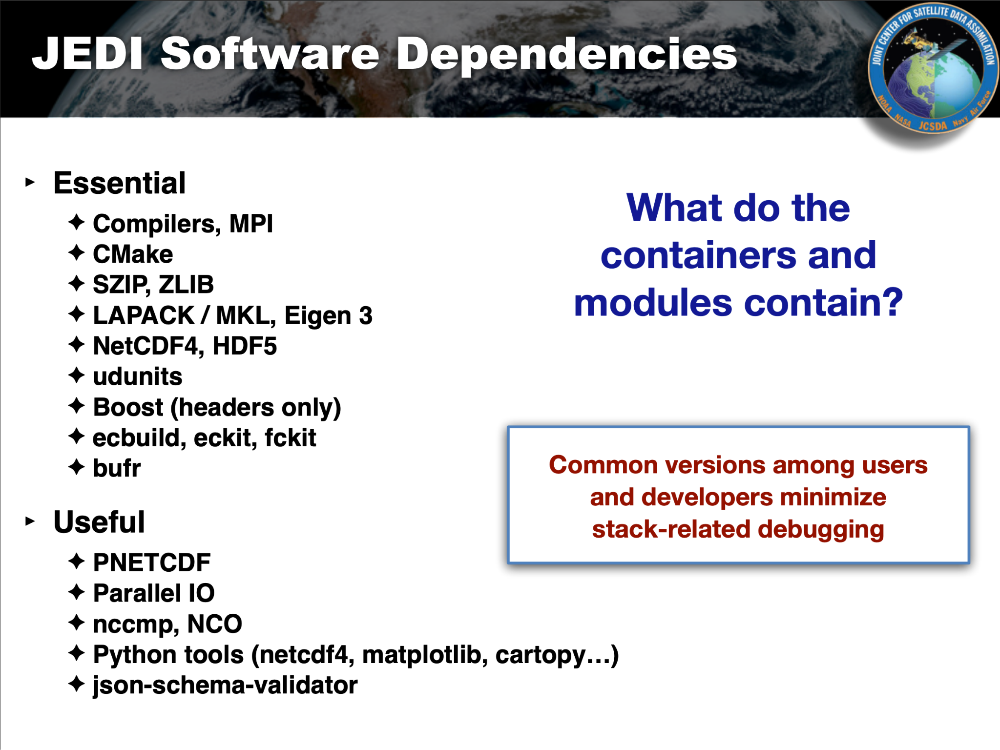 JEDI Software Dependencies
JOINT CENTER FOR SATELLITE DATA ASSIMILATION
NOAA NASA JCSDA Navy Air Force
‣ Essential
✦ Compilers, MPI
✦ CMake
✦ SZIP, ZLIB
✦ LAPACK / MKL, Eigen 3
✦ NetCDF4, HDF5
✦ udunits
✦ Boost (headers only)
✦ ecbuild, eckit, fckit
✦ bufr
‣ Useful
✦ PNETCDF
✦ Parallel IO
✦ nccmp, NCO
✦ Python tools (netcdf4, matplotlib, cartopy…)
✦ json-schema-validator
What do the
containers and
modules contain?
Common versions among users
and developers minimize
stack-related debugging